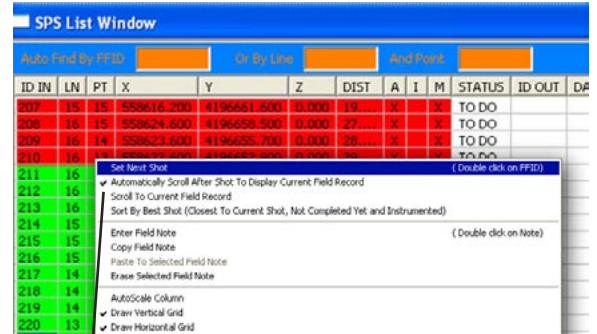 SPS List Window
Auto Find By FFID Or By Line And Point
ID IN LN PT X Y Z DIST A I M STATUS ID OUT DA
207 15 15 558616.200 4196661.600 0.000 19.... X X TO DO
208 16 15 558624.600 4196658.500 0.000 27.... X X TO DO
209 16 14 558623.600 4196655.700 0.000 28.... X X TO DO
210 16 13 TO DO
211 16
212 16
213 16
214 15
215 15
216 15
217 14
218 14
219 14
220 13
Set Next Shot (Double click on FFID)
Automatically Scroll After Shot To Display Current Field Record
Scroll To Current Field Record
Sort By Best Shot (Closest To Current Shot, Not Completed Yet and Instrumented)
Enter Field Note (Double click on Note)
Copy Field Note
Paste To Selected Field Note
Erase Selected Field Note
AutoScale Column
Draw Vertical Grid
Draw Horizontal Grid